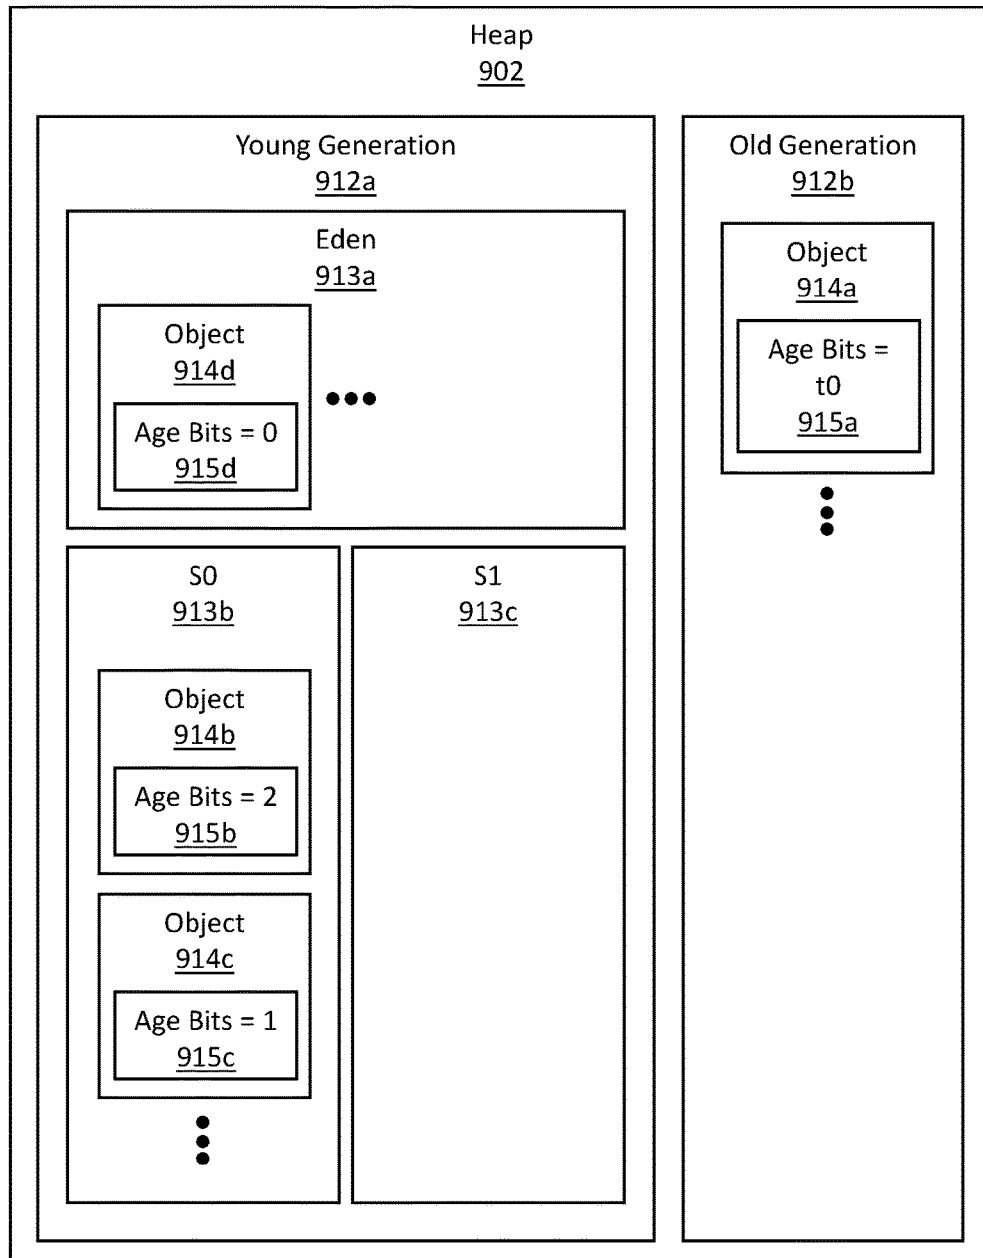 Heap
902
Young Generation
912a
Eden
913a
Object
914d
Age Bits = 0
915d
S0
913b
Object
914b
Age Bits = 2
915b
Object
914c
Age Bits = 1
915c
S1
913c
Old Generation
912b
Object
914a
Age Bits =
t0
915a